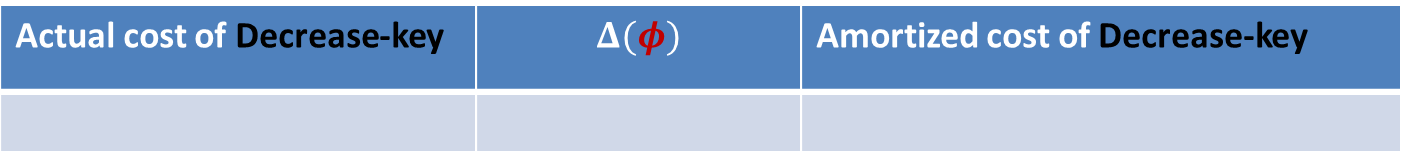 Actual cost of Decrease-key Δ(ϕ) Amortized cost of Decrease-key